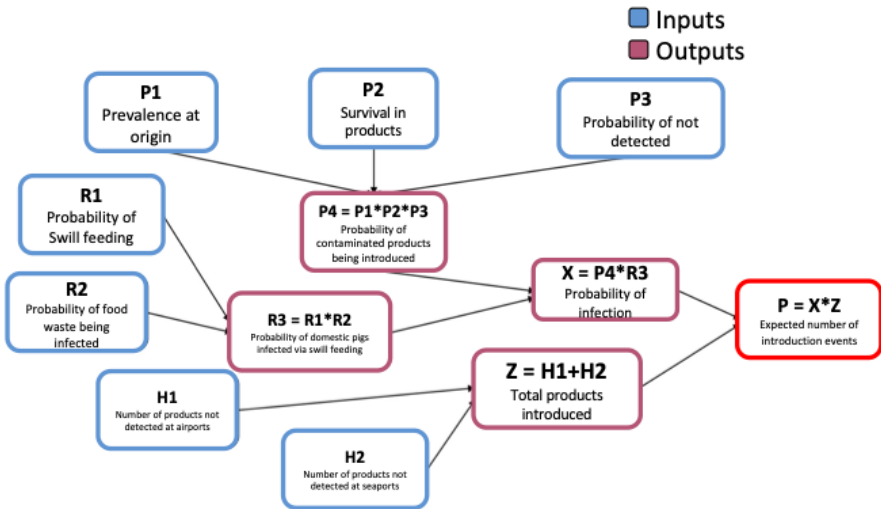 Inputs
Outputs
P1
Prevalence at
origin
P2
Survival in
products
P3
Probability of not
detected
R1
Probability of
Swill feeding
P4 = P1*P2*P3
Probability of
contaminated products
being introduced
R2
Probability of food
waste being
infected
R3 = R1*R2
Probability of domestic pigs
infected via swill feeding
X = P4*R3
Probability of
infection
P = X*Z
Expected number of
introduction events
H1
Number of products not
detected at airports
Z = H1+H2
Total products
introduced
H2
Number of products not
detected at seaports